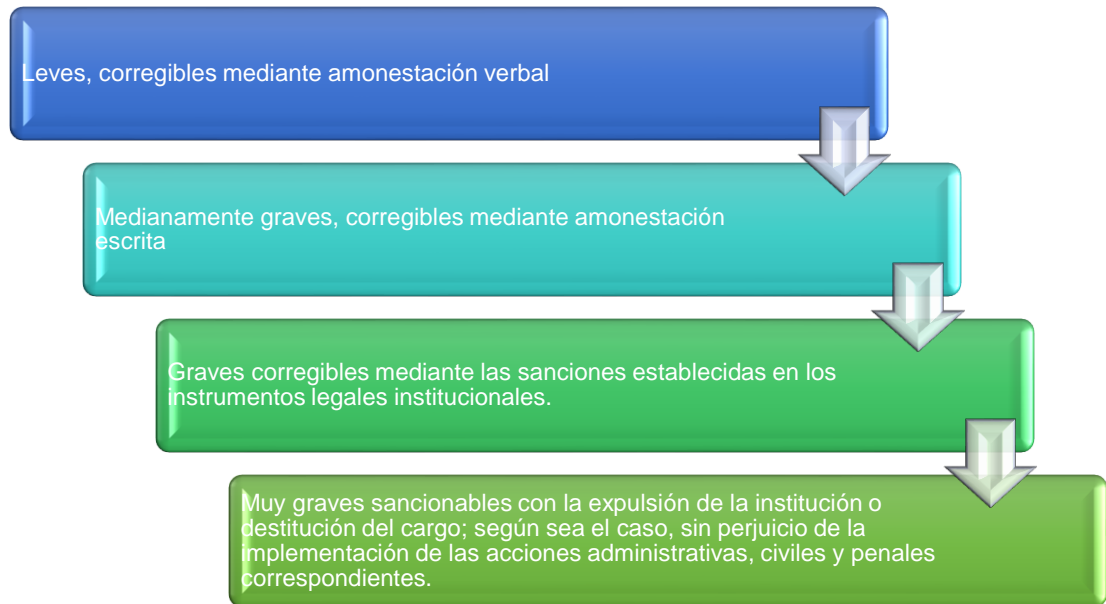 Leves, corregibles mediante amonestación verbal
Medianamente graves, corregibles mediante amonestación
escrita
Graves corregibles mediante las sanciones establecidas en los
instrumentos legales institucionales.
Muy graves sancionables con la expulsión de la institución o
destitución del cargo; según sea el caso, sin perjuicio de la
implementación de las acciones administrativas, civiles y penales
correspondientes.